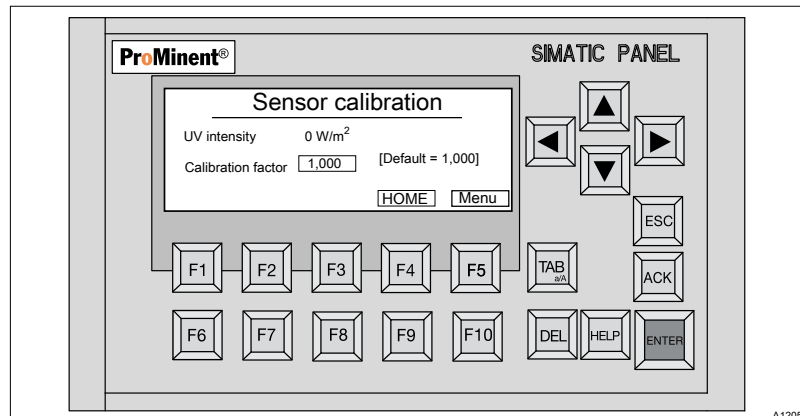 ProMinent®
SIMATIC PANEL
Sensor calibration
UV intensity 0 W/m²
Calibration factor 1,000 [Default = 1,000]
HOME Menu
ESC
F1 F2 F3 F4 F5 TAB a/A ACK
F6 F7 F8 F9 F10 DEL HELP ENTER